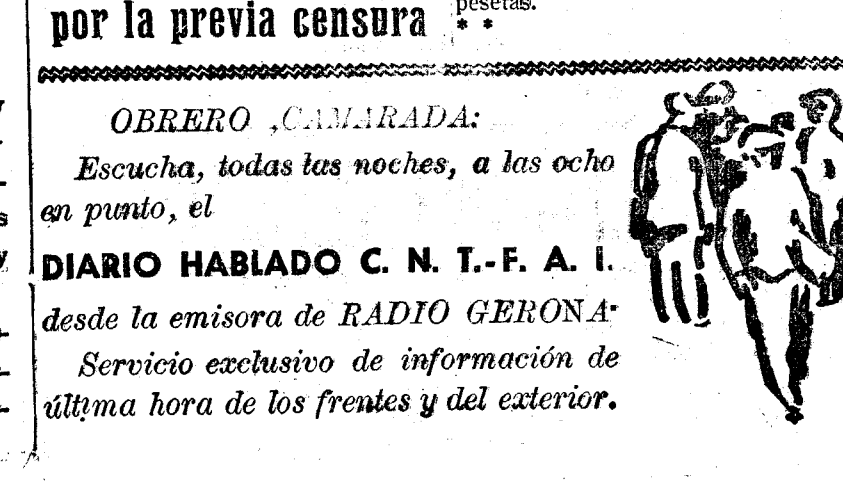 por la previa censura
pesetas.
* *
OBRERO , CAMARADA:
Escucha, todas las noches, a las ocho
en punto, el
DIARIO HABLADO C. N. T.-F. A. I.
desde la emisora de RADIO GERONA-
Servicio exclusivo de información de
última hora de los frentes y del exterior.